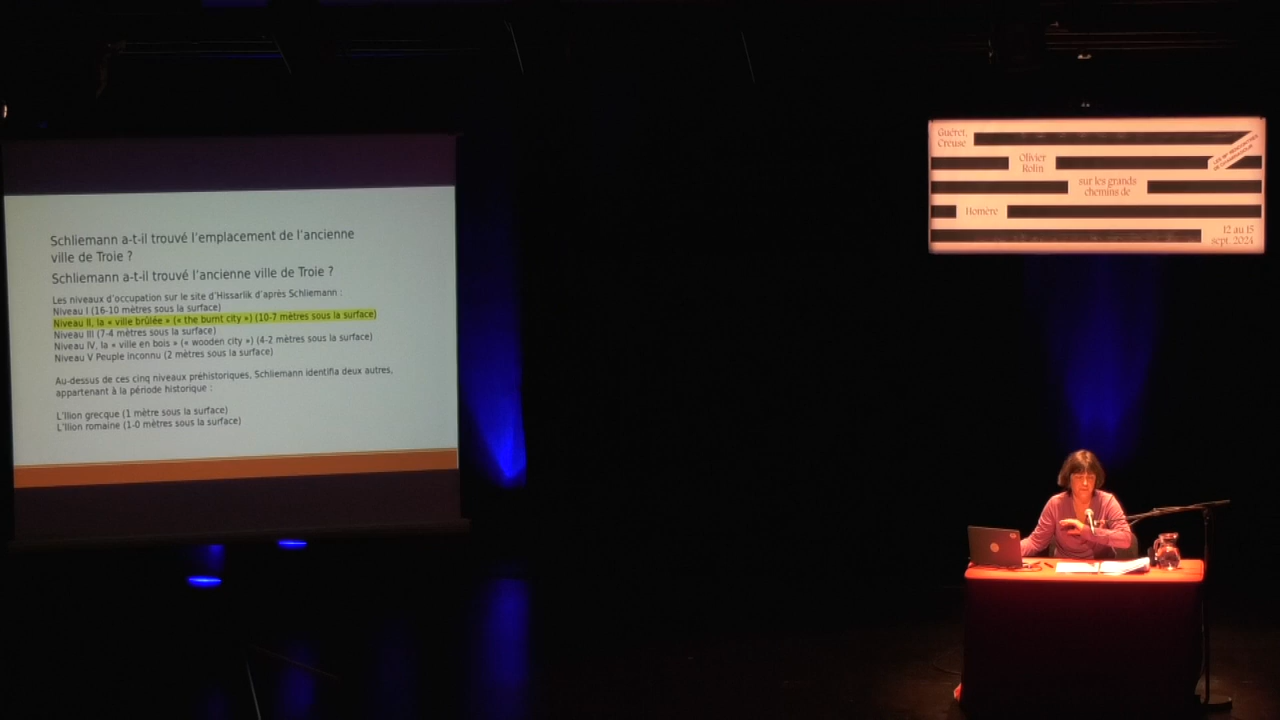 Schliemann a-t-il trouvé l'emplacement de l'ancienne
ville de Troie ?
Schliemann a-t-il trouvé l'ancienne ville de Troie ?
Les niveaux d'occupation sur le site d'Hissarlik d'après Schliemann :
Niveau I (16-10 mètres sous la surface)
Niveau II, la « ville brûlée » (« the burnt city ») (10-7 mètres sous la surface)
Niveau III (7-4 mètres sous la surface)
Niveau IV, la « ville en bois » (« wooden city ») (4-2 mètres sous la surface)
Niveau V Peuple inconnu (2 mètres sous la surface)
Au-dessus de ces cinq niveaux préhistoriques, Schliemann identifia deux autres,
appartenant à la période historique :
L'Ilion grecque (1 mètre sous la surface)
L'Ilion romaine (1-0 mètres sous la surface)
Guéret,
Creuse
LES RENCONTRES
DE CHAMINADOUR
Olivier
Rolin
sur les grands
chemins de
Homère
12 au 15
sept. 2024